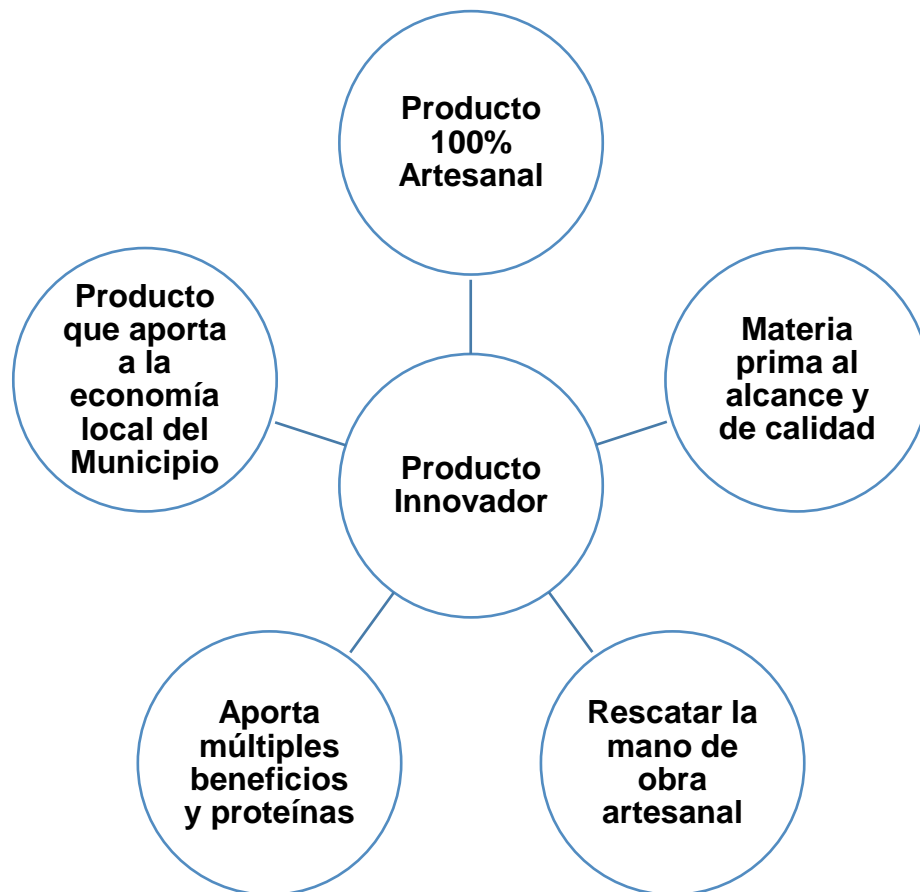 Producto
100%
Artesanal
Producto
que aporta
a la
economía
local del
Municipio
Materia
prima al
alcance y
de calidad
Producto
Innovador
Aporta
múltiples
beneficios
y proteínas
Rescatar la
mano de
obra
artesanal